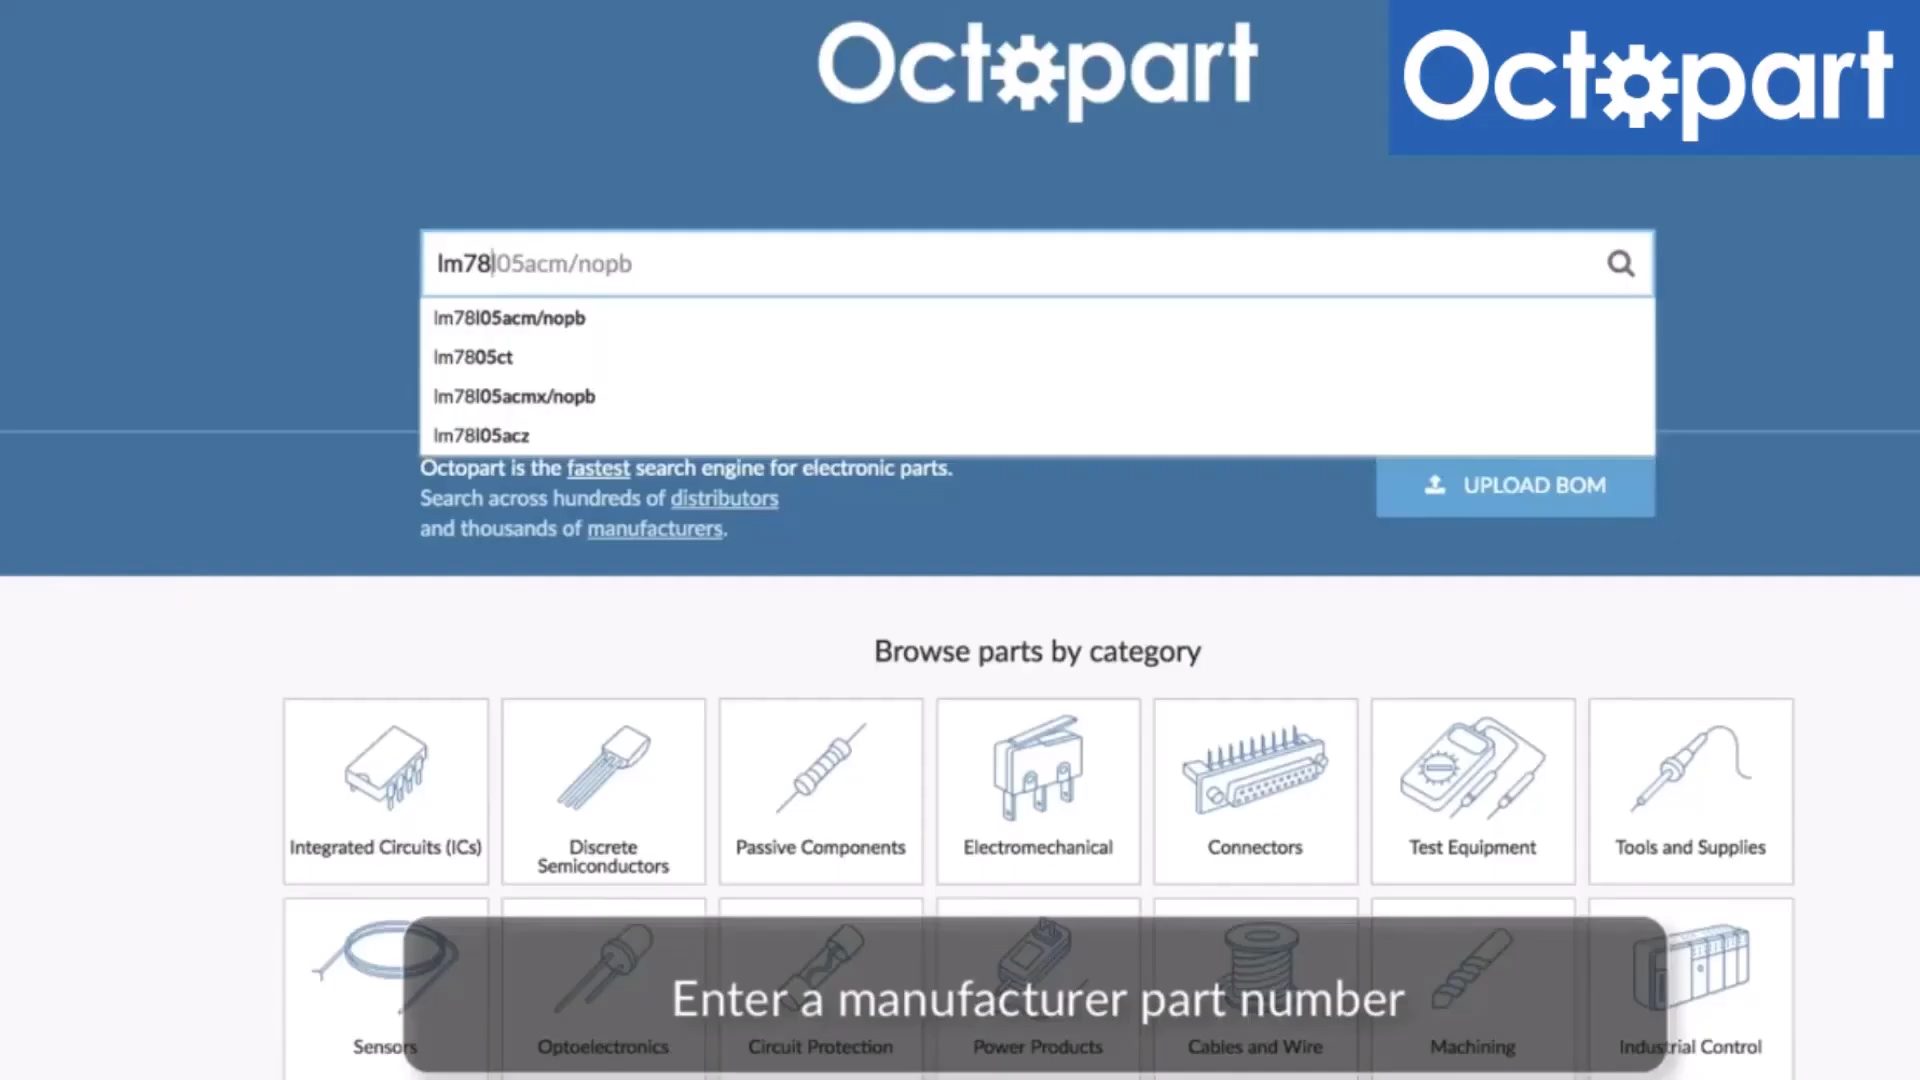 Octopart
Octopart
lm78l05acm/nopb
lm78l05acm/nopb
lm7805ct
lm78l05acmx/nopb
lm78l05acz
Octopart is the fastest search engine for electronic parts.
Search across hundreds of distributors
and thousands of manufacturers.
UPLOAD BOM
Browse parts by category
Integrated Circuits (ICs)
Discrete
Semiconductors
Passive Components
Electromechanical
Connectors
Test Equipment
Tools and Supplies
Enter a manufacturer part number
Sensors
Optoelectronics
Circuit Protection
Power Products
Cables and Wire
Machining
Industrial Control